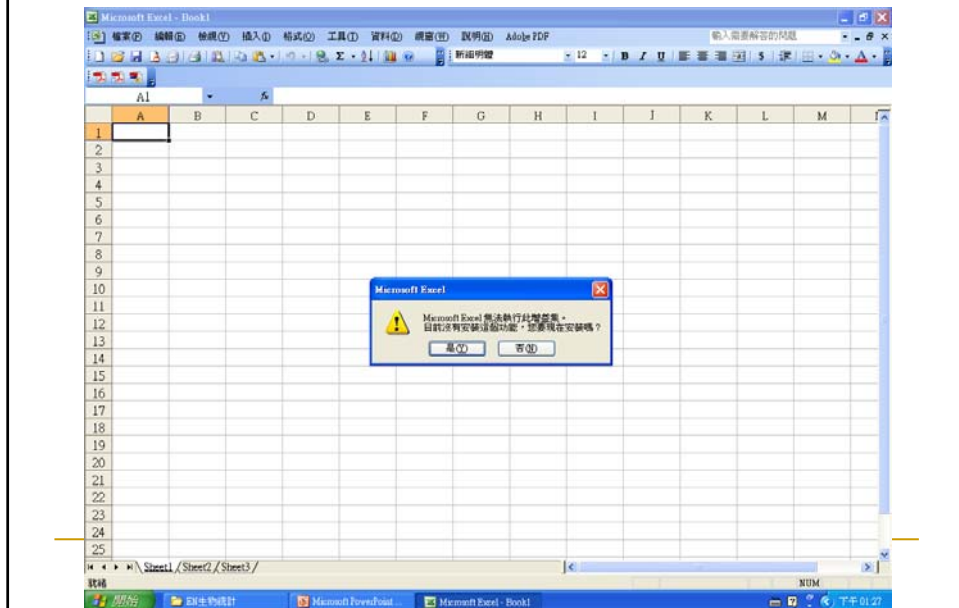 Microsoft Excel - Book1
檔案(F) 編輯(E) 檢視(V) 插入(I) 格式(O) 工具(T) 資料(D) 視窗(W) 說明(H) Adobe PDF 輸入需要解答的問題
新細明體 12 B I U $
A1 fx
A B C D E F G H I J K L M
1
2
3
4
5
6
7
8
9
10
11
12
13
14
15
16
17
18
19
20
21
22
23
24
25
Microsoft Excel
Microsoft Excel 無法執行此增益集。
目前沒有安裝這個功能，您要現在安裝嗎？
是(Y) 否(N)
Sheet1 / Sheet2 / Sheet3 /
就緒 NUM
開始 EN生物統計 Microsoft PowerPoint ... Microsoft Excel - Book1 下午 01:27